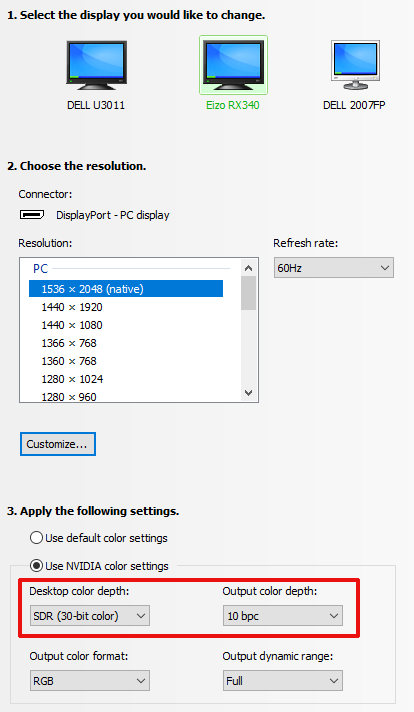 1. Select the display you would like to change.
DELL U3011 Eizo RX340 DELL 2007FP
2. Choose the resolution.
Connector:
DisplayPort - PC display
Resolution: Refresh rate:
PC 60Hz
1536 × 2048 (native)
1440 × 1920
1440 × 1080
1366 × 768
1360 × 768
1280 × 1024
1280 × 960
Customize...
3. Apply the following settings.
Use default color settings
Use NVIDIA color settings
Desktop color depth: Output color depth:
SDR (30-bit color) 10 bpc
Output color format: Output dynamic range:
RGB Full